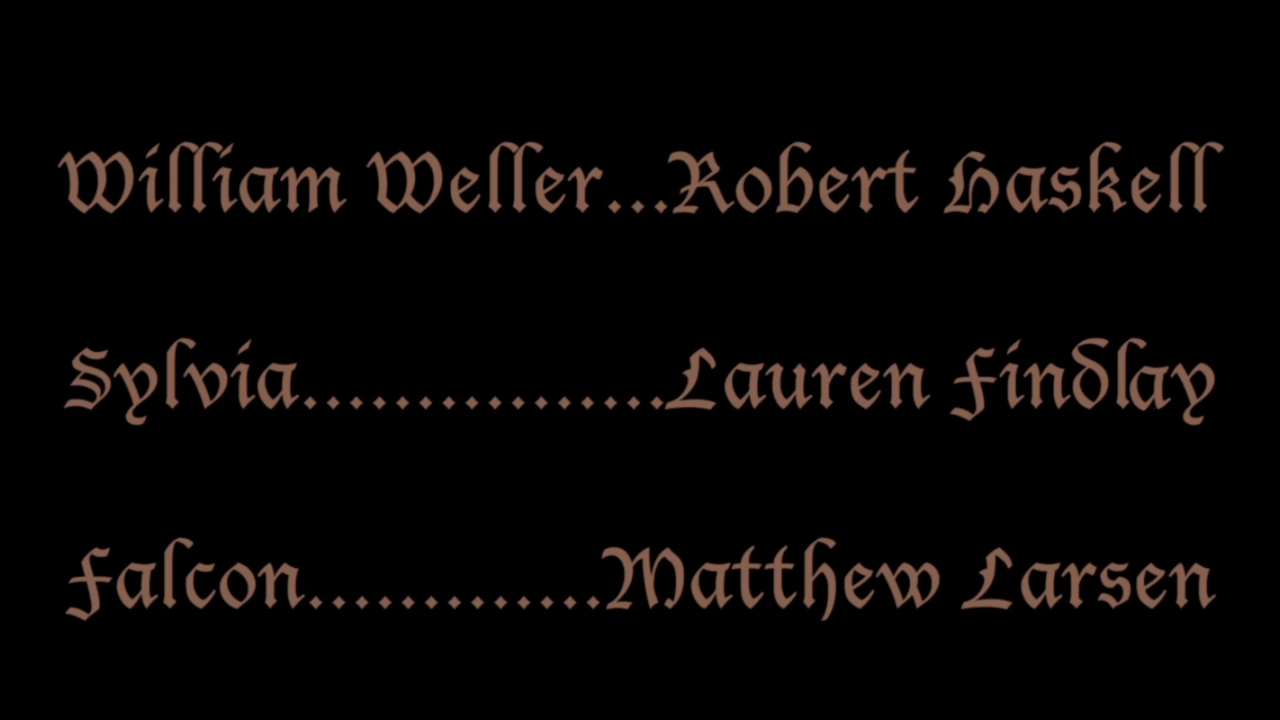 William Weller...Robert Haskell
Sylvia................Lauren Findlay
Falcon.............Matthew Larsen